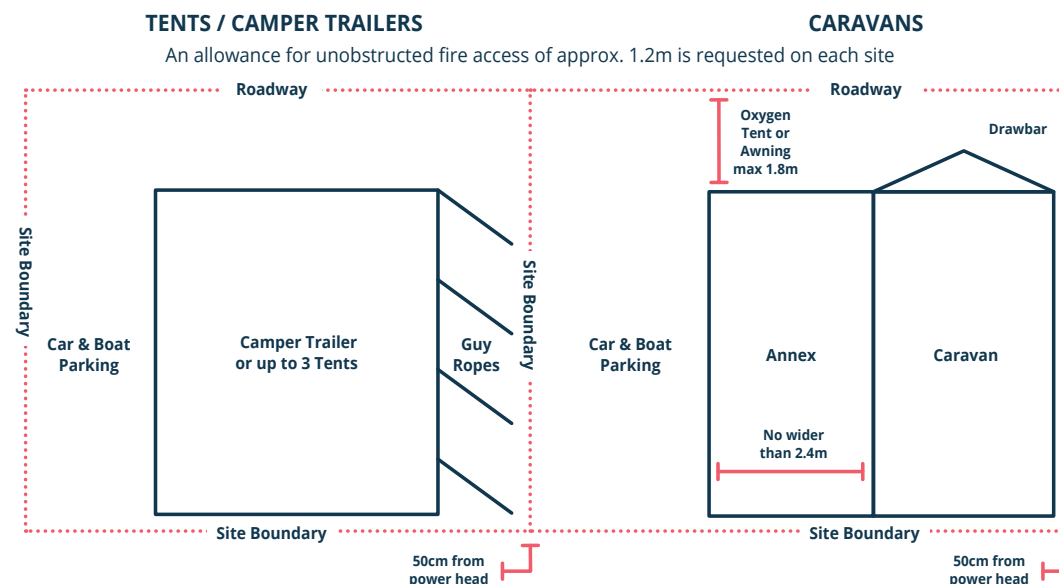 TENTS / CAMPER TRAILERS
CARAVANS
An allowance for unobstructed fire access of approx. 1.2m is requested on each site
Roadway
Roadway
Oxygen
Tent or
Awning
max 1.8m
Drawbar
Site Boundary
Car & Boat
Parking
Camper Trailer
or up to 3 Tents
Guy
Ropes
Site Boundary
Car & Boat
Parking
Annex
Caravan
No wider
than 2.4m
Site Boundary
Site Boundary
50cm from
power head
50cm from
power head